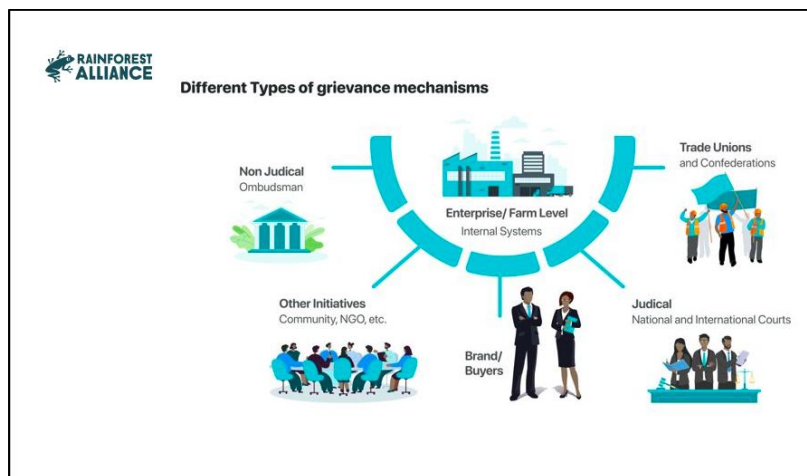 RAINFOREST
ALLIANCE
Different Types of grievance mechanisms
Non Judical
Ombudsman
Enterprise/ Farm Level
Internal Systems
Trade Unions
and Confederations
Other Initiatives
Community, NGO, etc.
Brand/
Buyers
Judical
National and International Courts